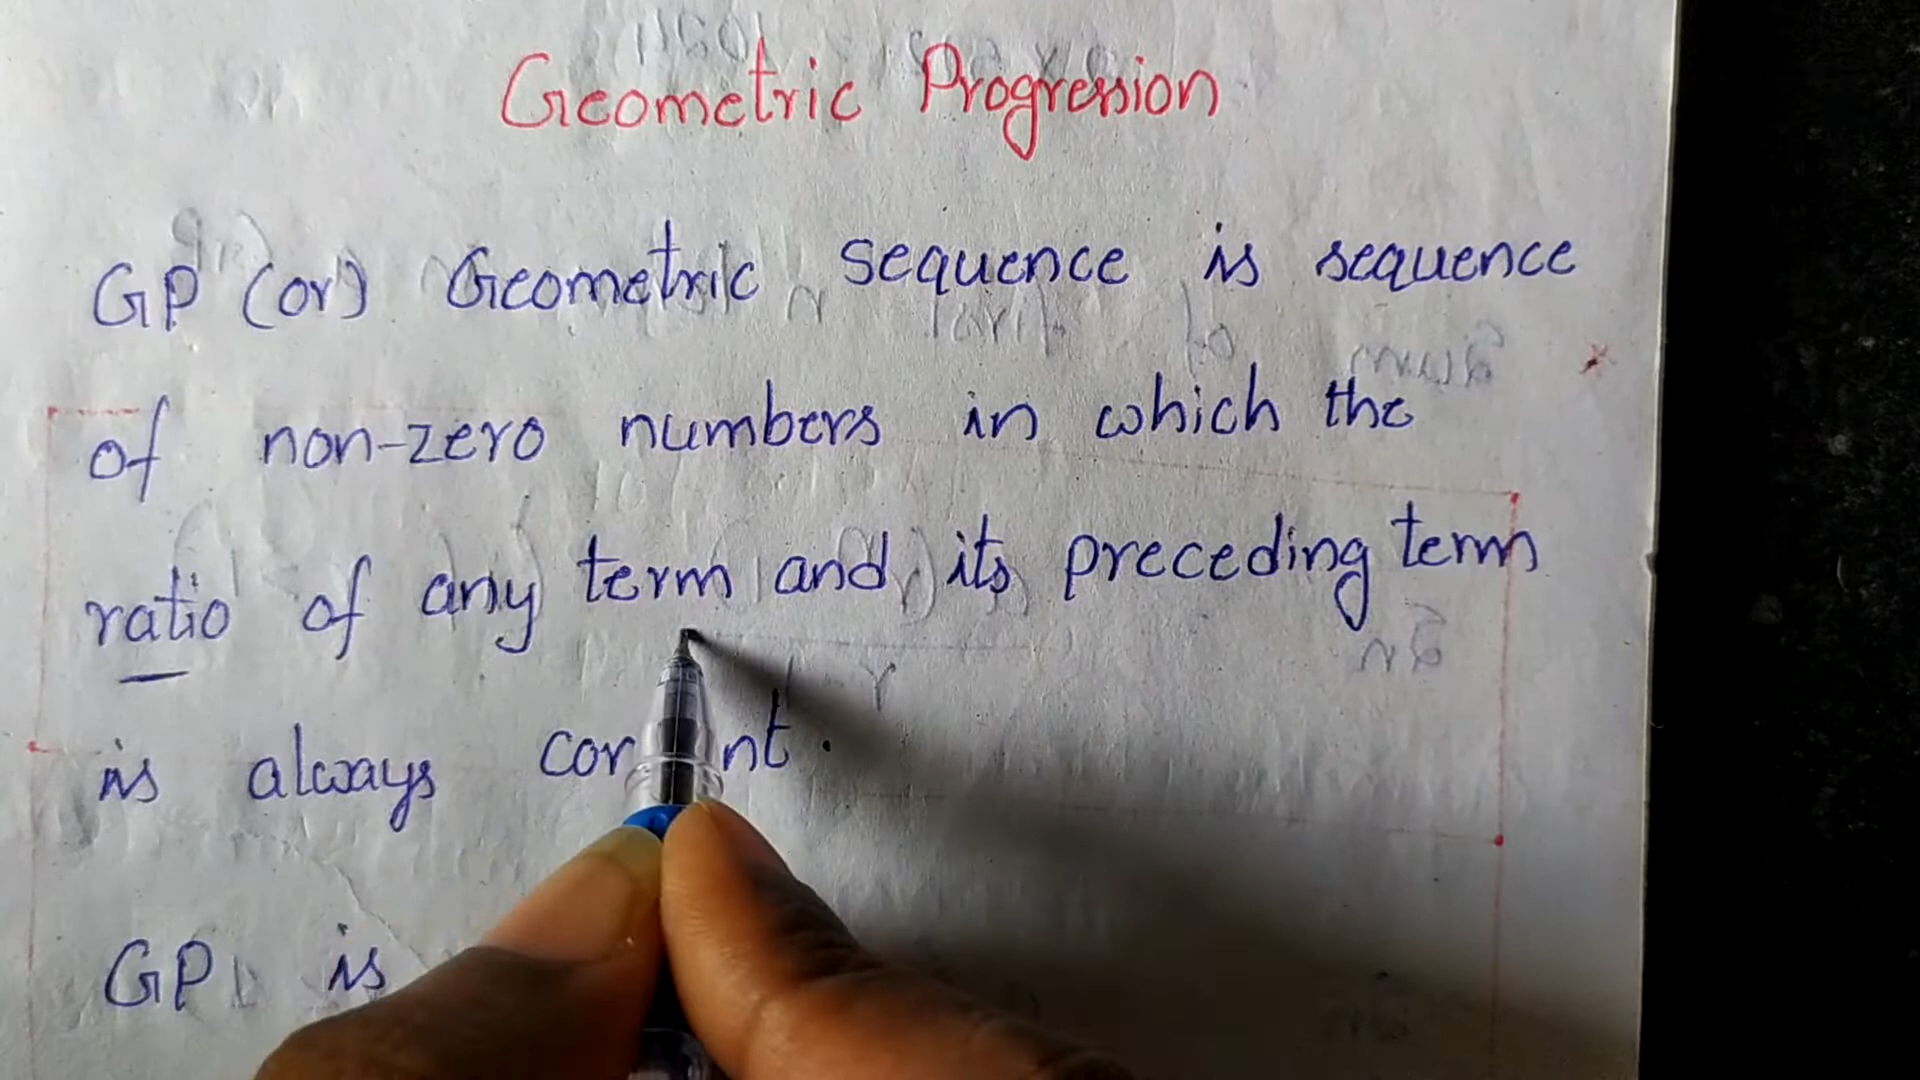 Geometric Progression
GP (or) Geometric sequence is sequence
of non-zero numbers in which the
ratio of any term and its preceding term
is always
GP is